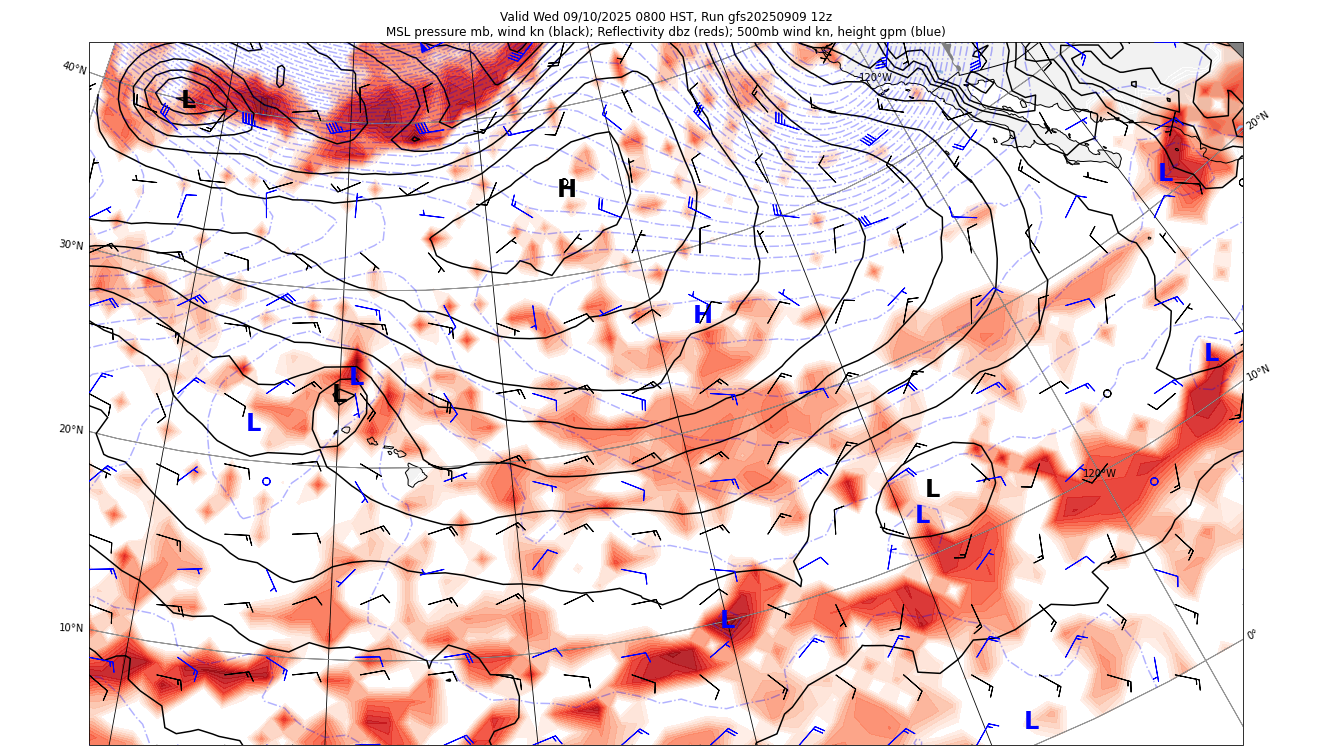 Valid Wed 09/10/2025 0800 HST, Run gfs20250909 12z
MSL pressure mb, wind kn (black); Reflectivity dbz (reds); 500mb wind kn, height gpm (blue)
40°N
120°W
L
20°N
L
H
30°N
H
L
10°N
L
L
L
20°N
120°W
L
L
L
10°N
0°
L